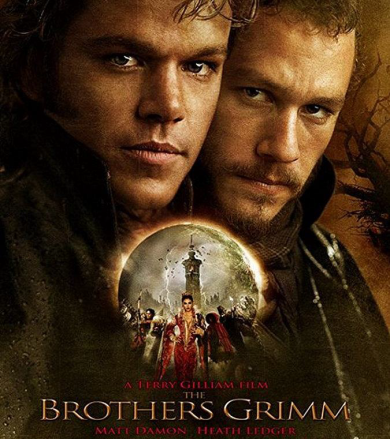 A TERRY GILLIAM FILM
THE
BROTHERS GRIMM
MATT DAMON HEATH LEDGER